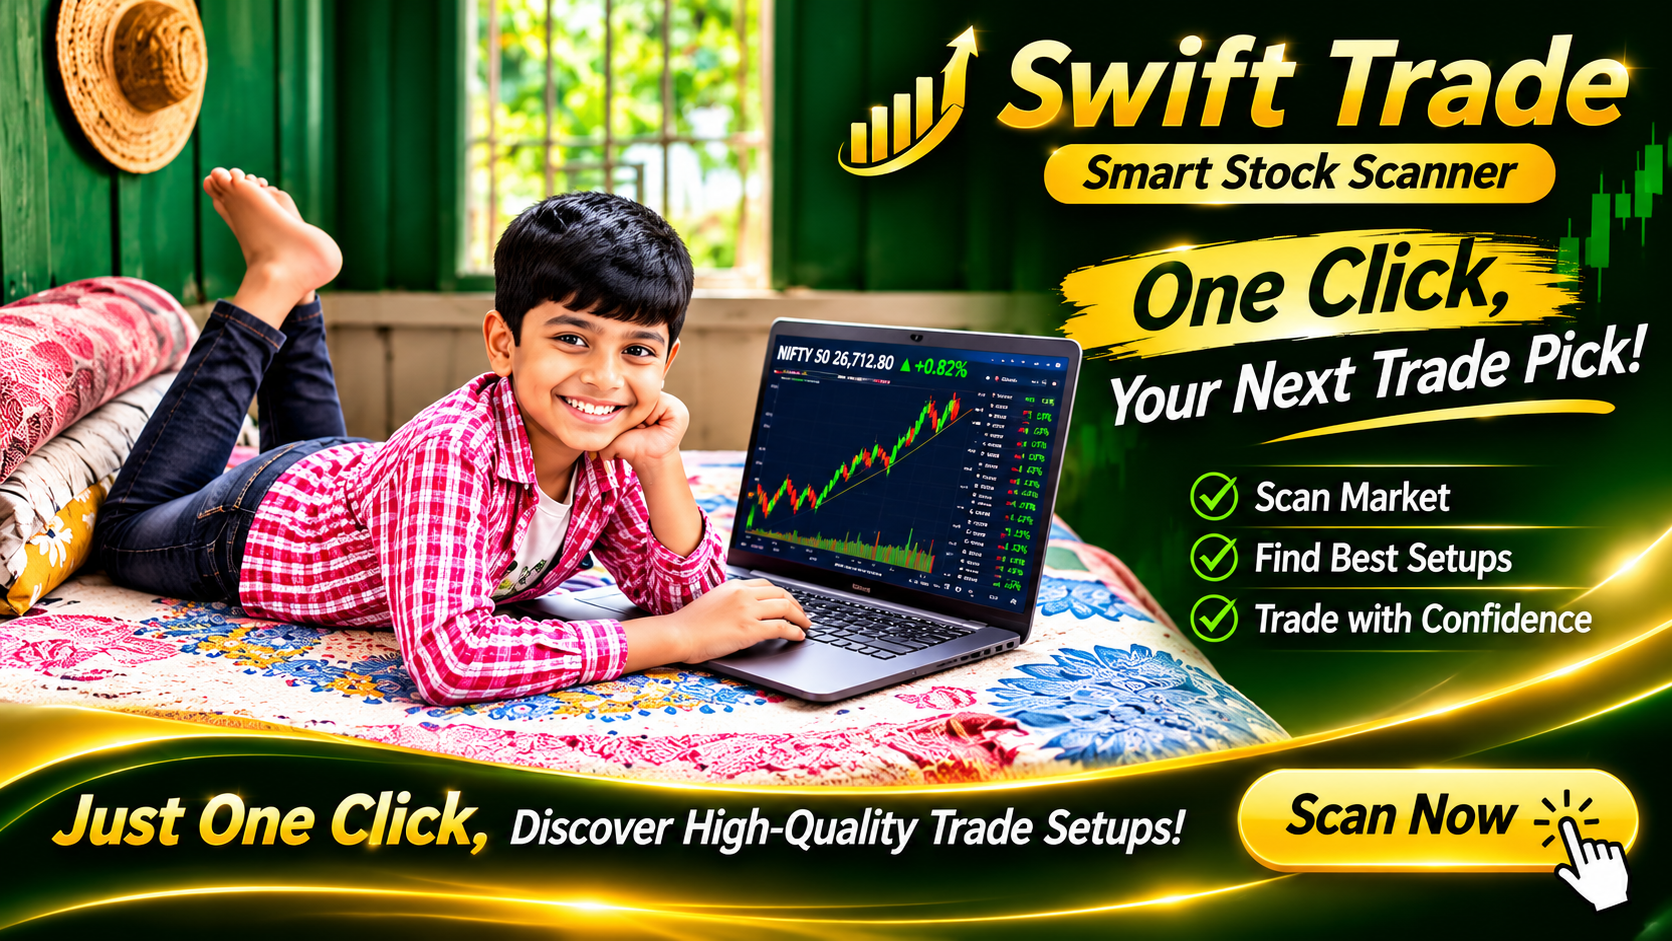 Swift Trade
Smart Stock Scanner
One Click,
Your Next Trade Pick!
NIFTY 50 26,712.80 ▲ +0.82%
Scan Market
Find Best Setups
Trade with Confidence
Just One Click, Discover High-Quality Trade Setups!
Scan Now